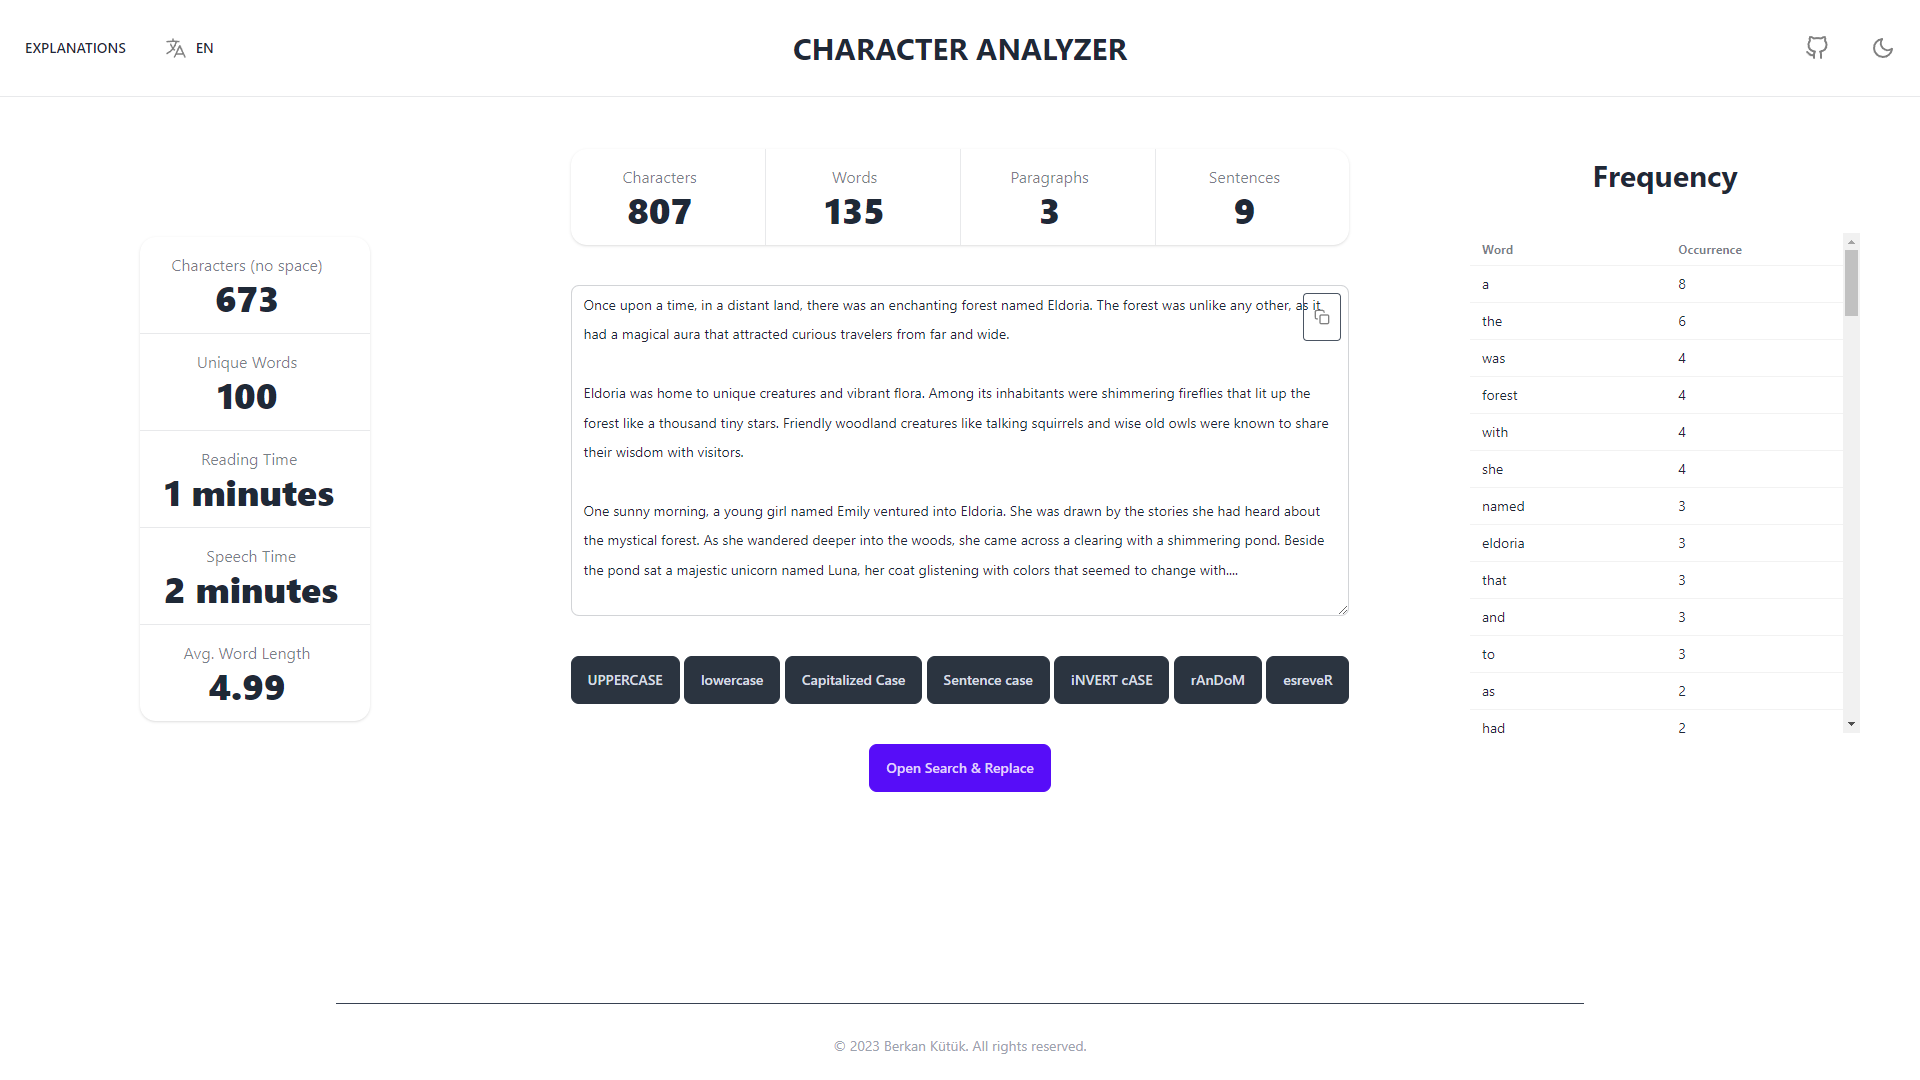 EXPLANATIONS
EN
CHARACTER ANALYZER
Characters (no space)
673
Unique Words
100
Reading Time
1 minutes
Speech Time
2 minutes
Avg. Word Length
4.99
Characters
807
Words
135
Paragraphs
3
Sentences
9
Once upon a time, in a distant land, there was an enchanting forest named Eldoria. The forest was unlike any other, as it
had a magical aura that attracted curious travelers from far and wide.
Eldoria was home to unique creatures and vibrant flora. Among its inhabitants were shimmering fireflies that lit up the
forest like a thousand tiny stars. Friendly woodland creatures like talking squirrels and wise old owls were known to share
their wisdom with visitors.
One sunny morning, a young girl named Emily ventured into Eldoria. She was drawn by the stories she had heard about
the mystical forest. As she wandered deeper into the woods, she came across a clearing with a shimmering pond. Beside
the pond sat a majestic unicorn named Luna, her coat glistening with colors that seemed to change with....
UPPERCASE
lowercase
Capitalized Case
Sentence case
iNVERT cASE
rAnDoM
esreveR
Open Search & Replace
Frequency
Word Occurrence
a 8
the 6
was 4
forest 4
with 4
she 4
named 3
eldoria 3
that 3
and 3
to 3
as 2
had 2
© 2023 Berkan Kütük. All rights reserved.